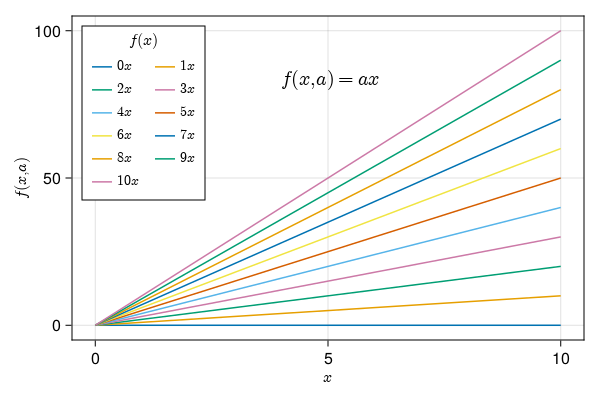 100
50
0
f(x,a)
f(x)
0x 1x
2x 3x
4x 5x
6x 7x
8x 9x
10x
f(x,a) = ax
0 5 10
x